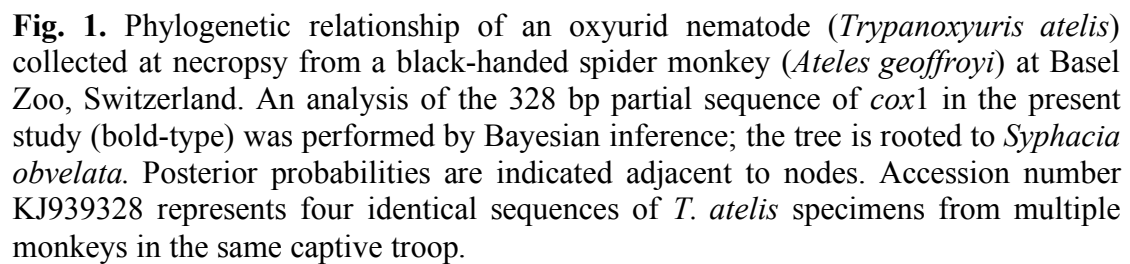 Fig. 1. Phylogenetic relationship of an oxyurid nematode (Trypanoxyuris atelis)
collected at necropsy from a black-handed spider monkey (Ateles geoffroyi) at Basel
Zoo, Switzerland. An analysis of the 328 bp partial sequence of cox1 in the present
study (bold-type) was performed by Bayesian inference; the tree is rooted to Syphacia
obvelata. Posterior probabilities are indicated adjacent to nodes. Accession number
KJ939328 represents four identical sequences of T. atelis specimens from multiple
monkeys in the same captive troop.